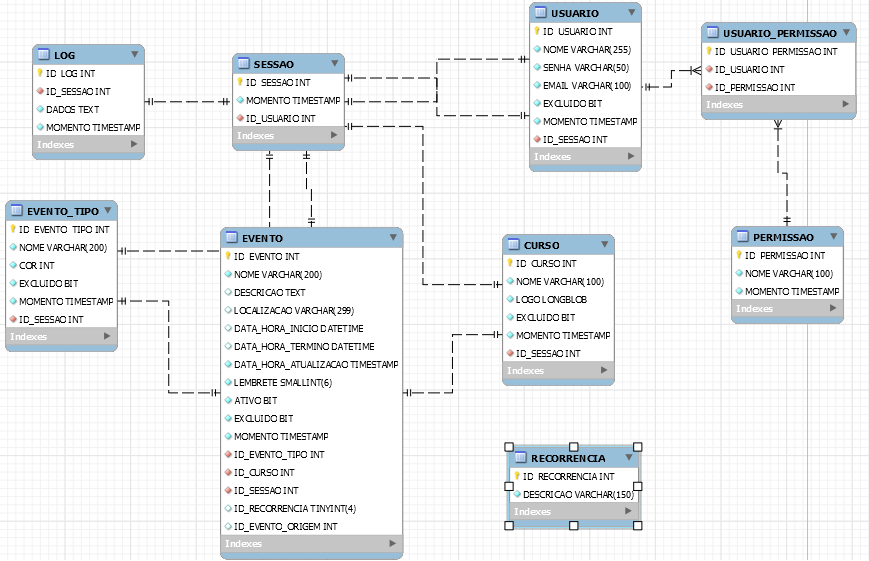 LOG
ID_LOG INT
ID_SESSAO INT
DADOS TEXT
MOMENTO TIMESTAMP
Indexes
SESSAO
ID_SESSAO INT
MOMENTO TIMESTAMP
ID_USUARIO INT
Indexes
USUARIO
ID_USUARIO INT
NOME VARCHAR(255)
SENHA VARCHAR(50)
EMAIL VARCHAR(100)
EXCLUIDO BIT
MOMENTO TIMESTAMP
ID_SESSAO INT
Indexes
USUARIO_PERMISSAO
ID_USUARIO_PERMISSAO INT
ID_USUARIO INT
ID_PERMISSAO INT
Indexes
EVENTO_TIPO
ID_EVENTO_TIPO INT
NOME VARCHAR(200)
COR INT
EXCLUIDO BIT
MOMENTO TIMESTAMP
ID_SESSAO INT
Indexes
EVENTO
ID_EVENTO INT
NOME VARCHAR(200)
DESCRICAO TEXT
LOCALIZACAO VARCHAR(299)
DATA_HORA_INICIO DATETIME
DATA_HORA_TERMINO DATETIME
DATA_HORA_ATUALIZACAO TIMESTAMP
LEMBRETE SMALLINT(6)
ATIVO BIT
EXCLUIDO BIT
MOMENTO TIMESTAMP
ID_EVENTO_TIPO INT
ID_CURSO INT
ID_SESSAO INT
ID_RECORRENCIA TINYINT(4)
ID_EVENTO_ORIGEM INT
Indexes
CURSO
ID_CURSO INT
NOME VARCHAR(100)
LOGO LONGBLOB
EXCLUIDO BIT
MOMENTO TIMESTAMP
ID_SESSAO INT
Indexes
PERMISSAO
ID_PERMISSAO INT
NOME VARCHAR(100)
MOMENTO TIMESTAMP
Indexes
RECORRENCIA
ID_RECORRENCIA INT
DESCRICAO VARCHAR(150)
Indexes